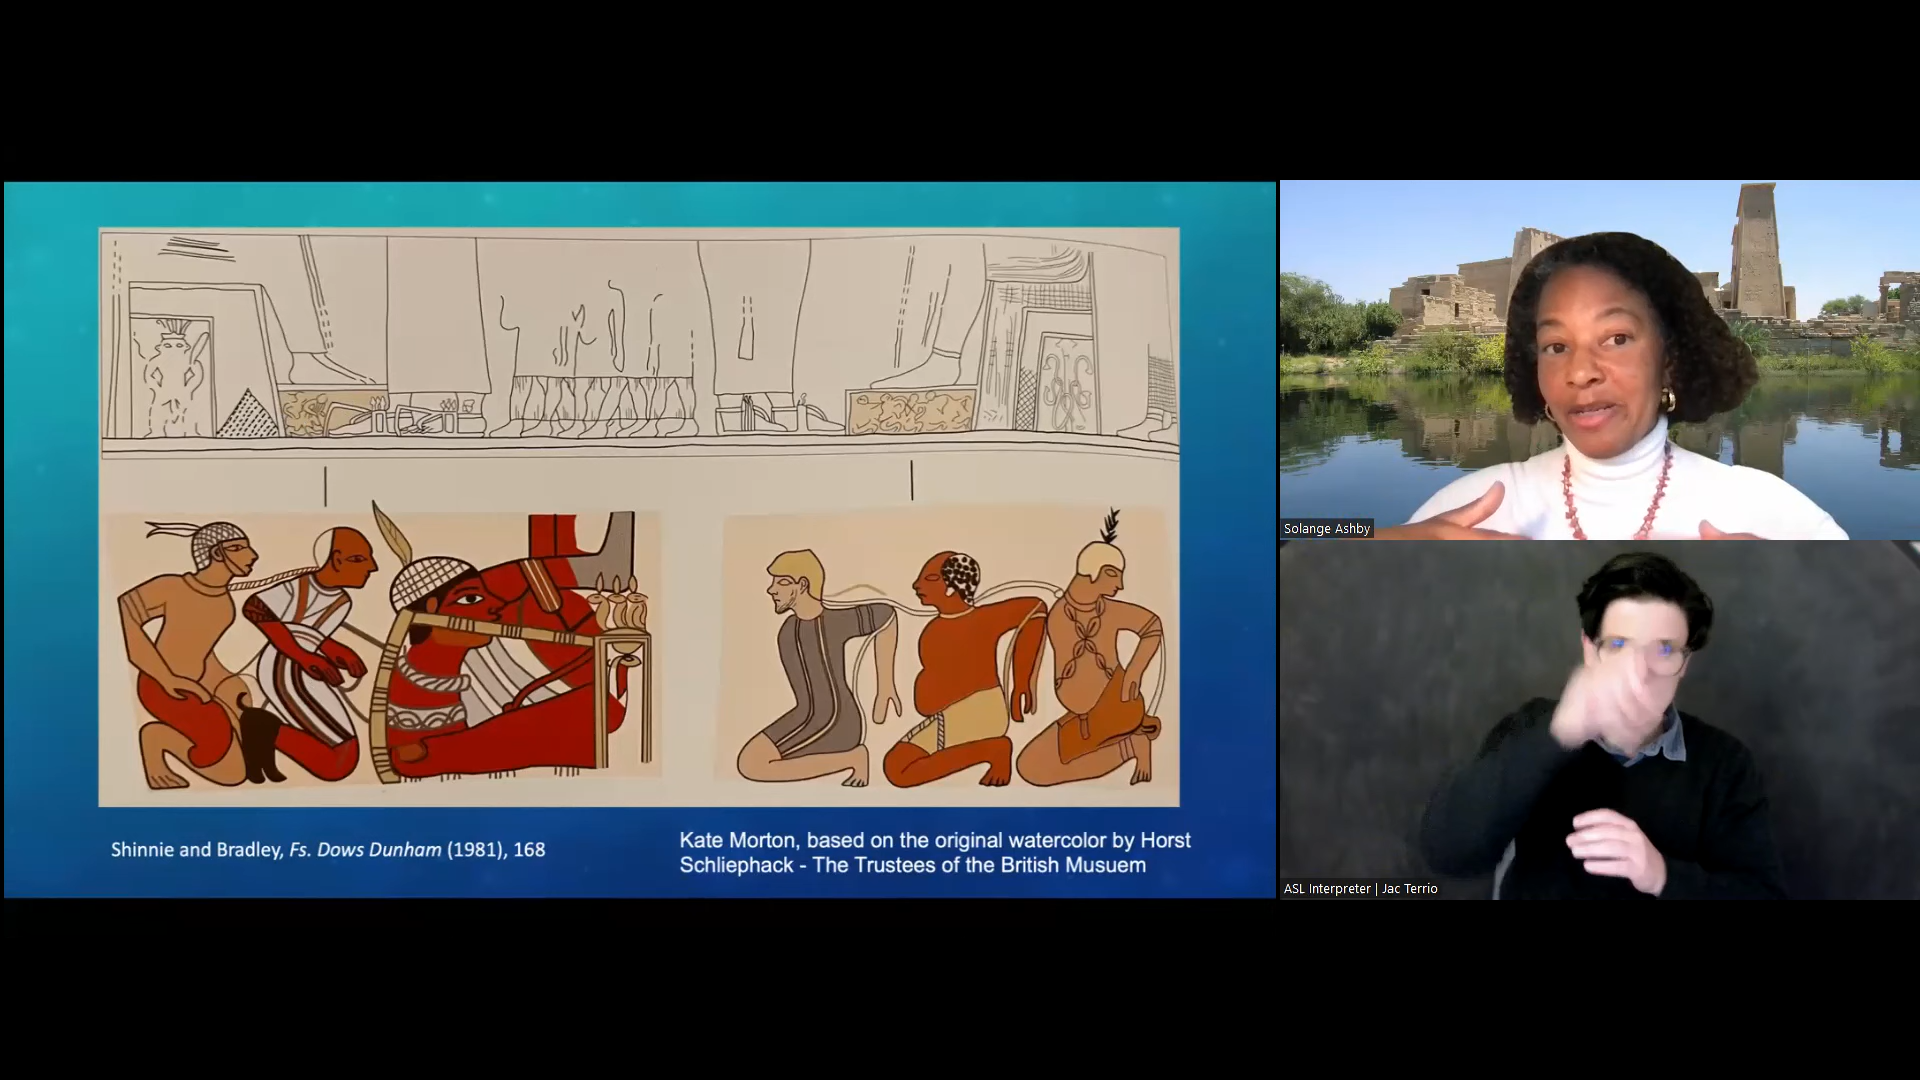 Shinnie and Bradley, Fs. Dows Dunham (1981), 168
Kate Morton, based on the original watercolor by Horst
Schliephack - The Trustees of the British Musuem
Solange Ashby
ASL Interpreter | Jac Terrio